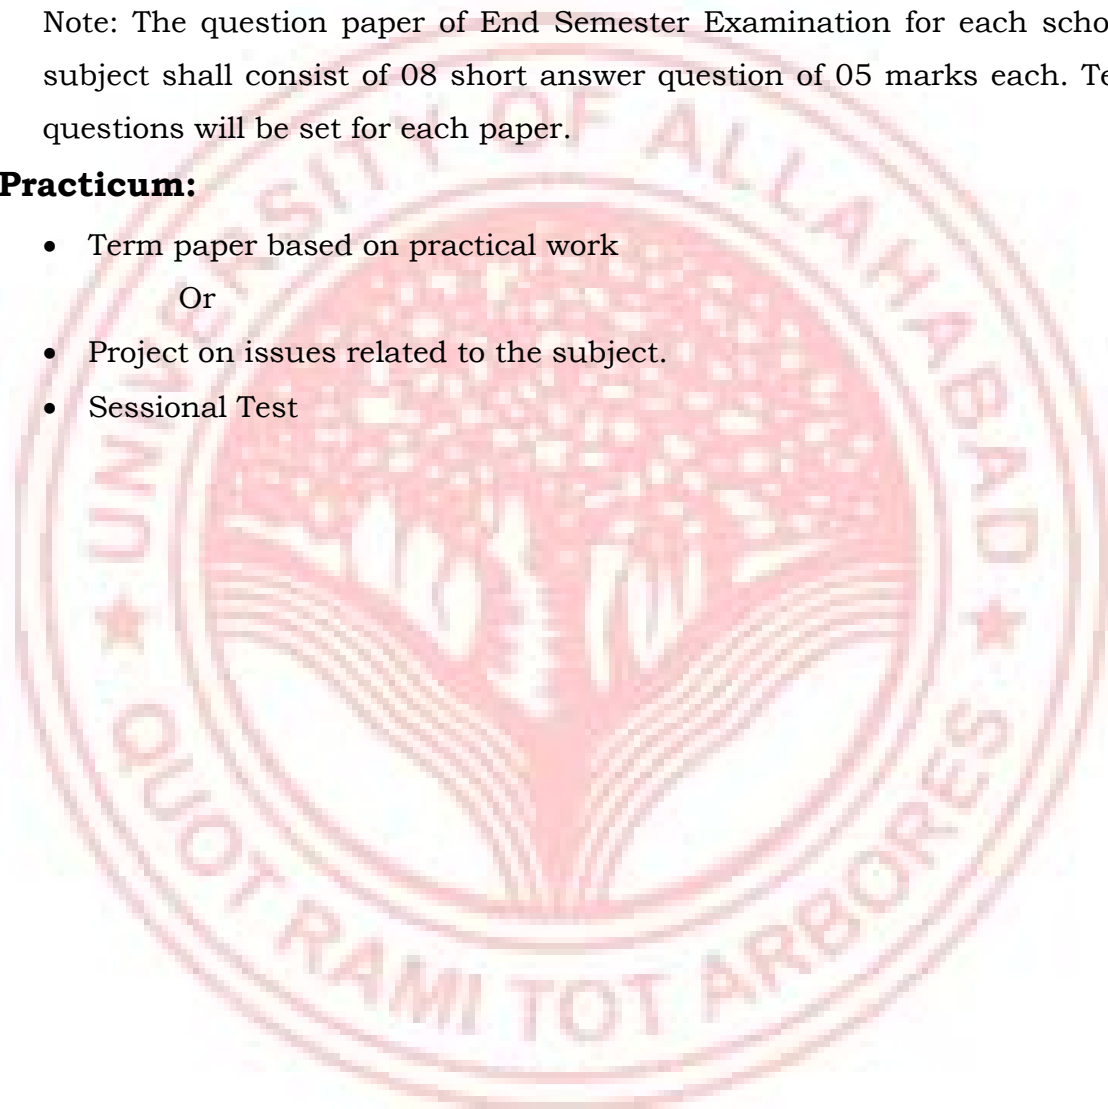 Note: The question paper of End Semester Examination for each scho
subject shall consist of 08 short answer question of 05 marks each. Te
questions will be set for each paper.
Practicum:
• Term paper based on practical work
Or
• Project on issues related to the subject.
• Sessional Test
UNIVERSITY OF ALLAHABAD
QUOT RAMI TOT ARBORES